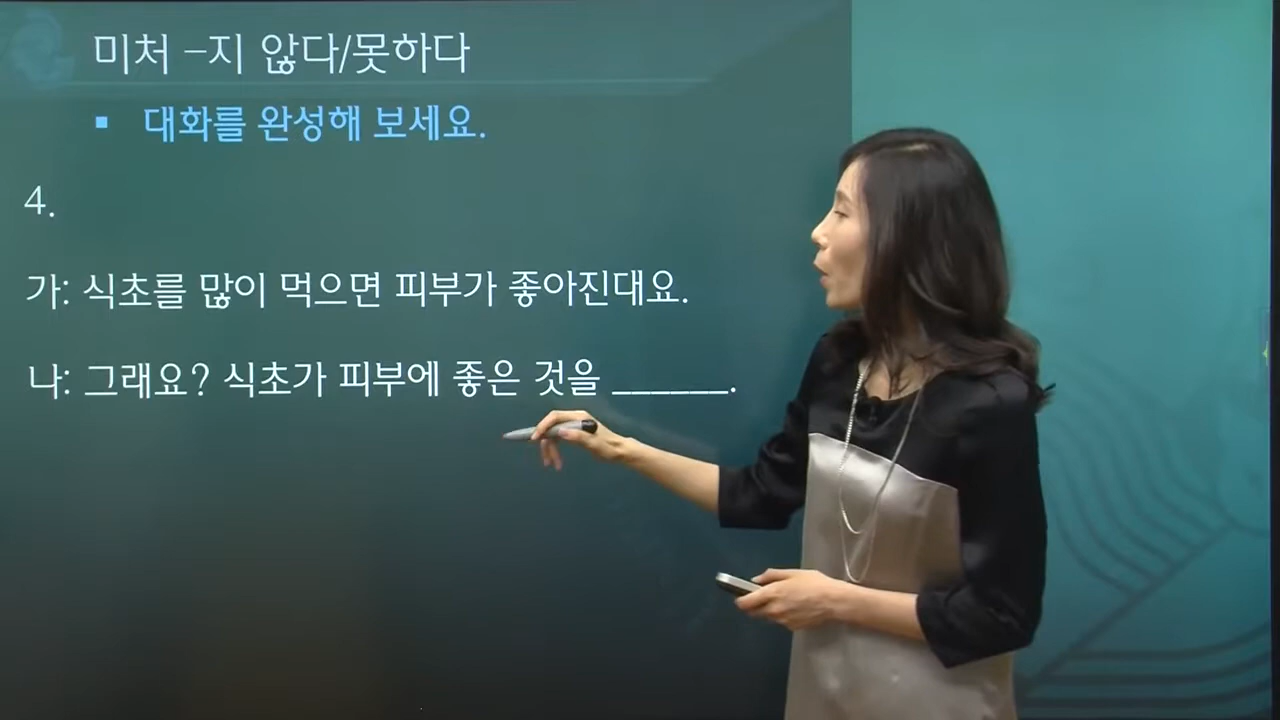 미처 –지 않다/못하다
▪ 대화를 완성해 보세요.
4.
가: 식초를 많이 먹으면 피부가 좋아진대요.
나: 그래요? 식초가 피부에 좋은 것을 ______.